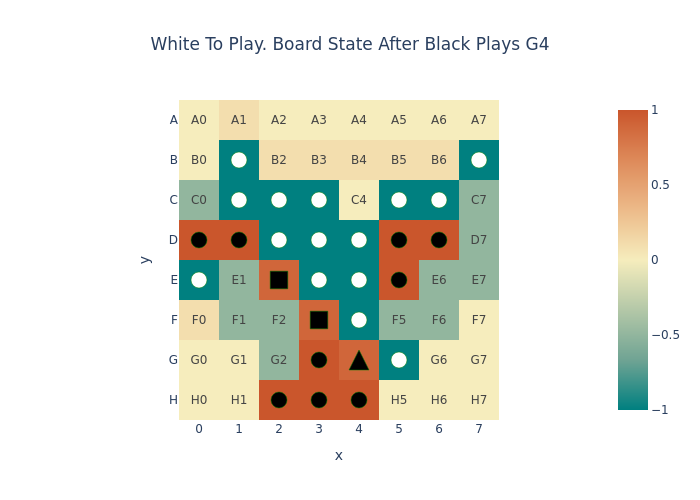 White To Play. Board State After Black Plays G4
A A0 A1 A2 A3 A4 A5 A6 A7
B B0 B2 B3 B4 B5 B6
C C0 C4 C7
D D7
E E1 E6 E7
F F0 F1 F2 F5 F6 F7
G G0 G1 G2 G6 G7
H H0 H1 H5 H6 H7
0 1 2 3 4 5 6 7
x
y
1
0.5
0
−0.5
−1